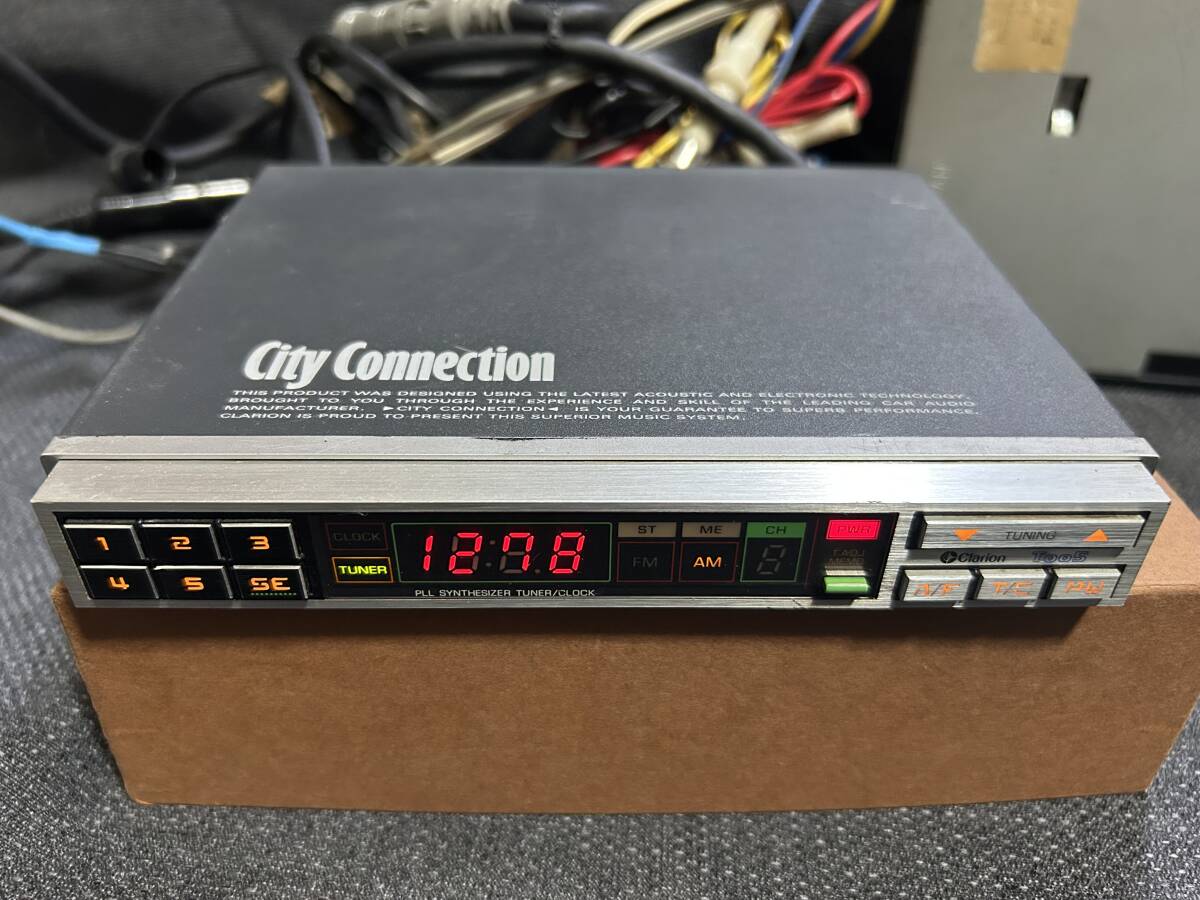 City Connection
THIS PRODUCT WAS DESIGNED USING THE LATEST ACOUSTIC AND ELECTRONIC TECHNOLOGY,
BROUGHT TO YOU THROUGH THE EXPERIENCE AND SKILL OF THE LEADING CAR AUDIO
MANUFACTURER. ►CITY CONNECTION◄ IS YOUR GUARANTEE TO SUPERB PERFORMANCE.
CLARION IS PROUD TO PRESENT THIS SUPERIOR MUSIC SYSTEM.
1 2 3
4 5 SE
CLOCK
TUNER
1278
ST ME CH
FM AM
PLL SYNTHESIZER TUNER/CLOCK
PWR
T.ADJ
MEMO
TUNING
Clarion T005
A/F T/C PW